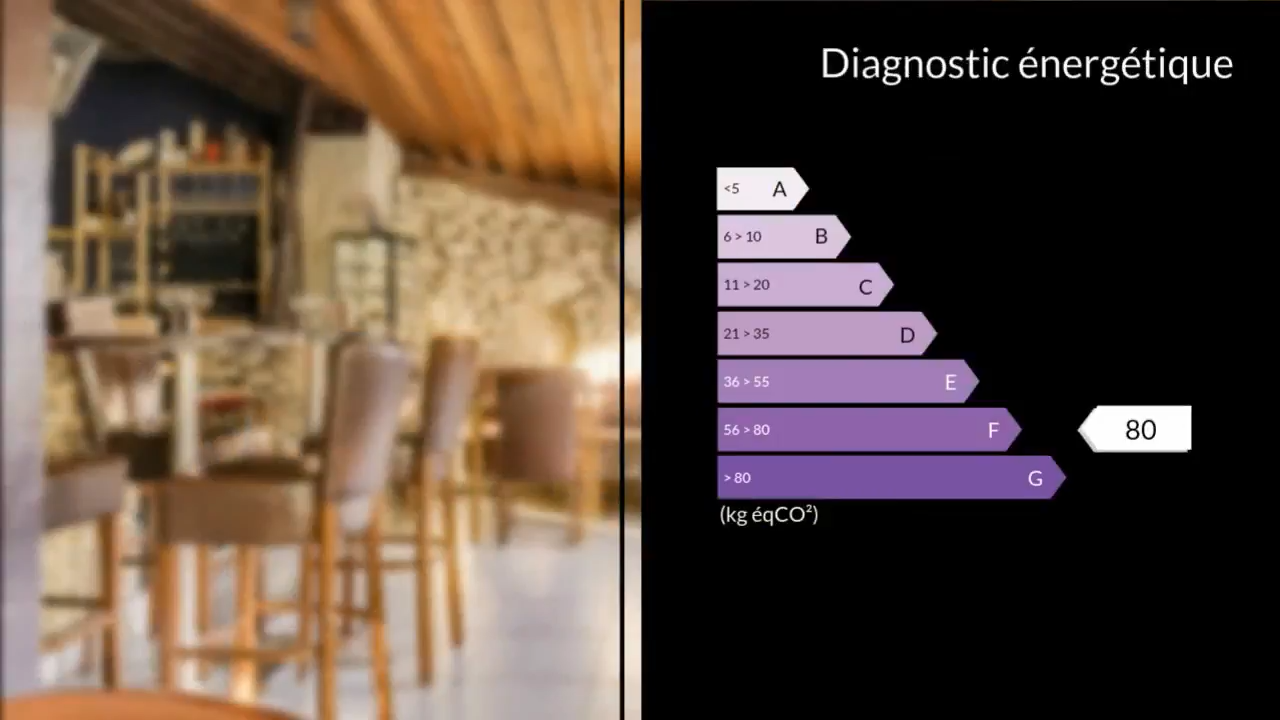 Diagnostic énergétique
<5 A
6 > 10 B
11 > 20 C
21 > 35 D
36 > 55 E
56 > 80 F
80
> 80 G
(kg éqCO²)